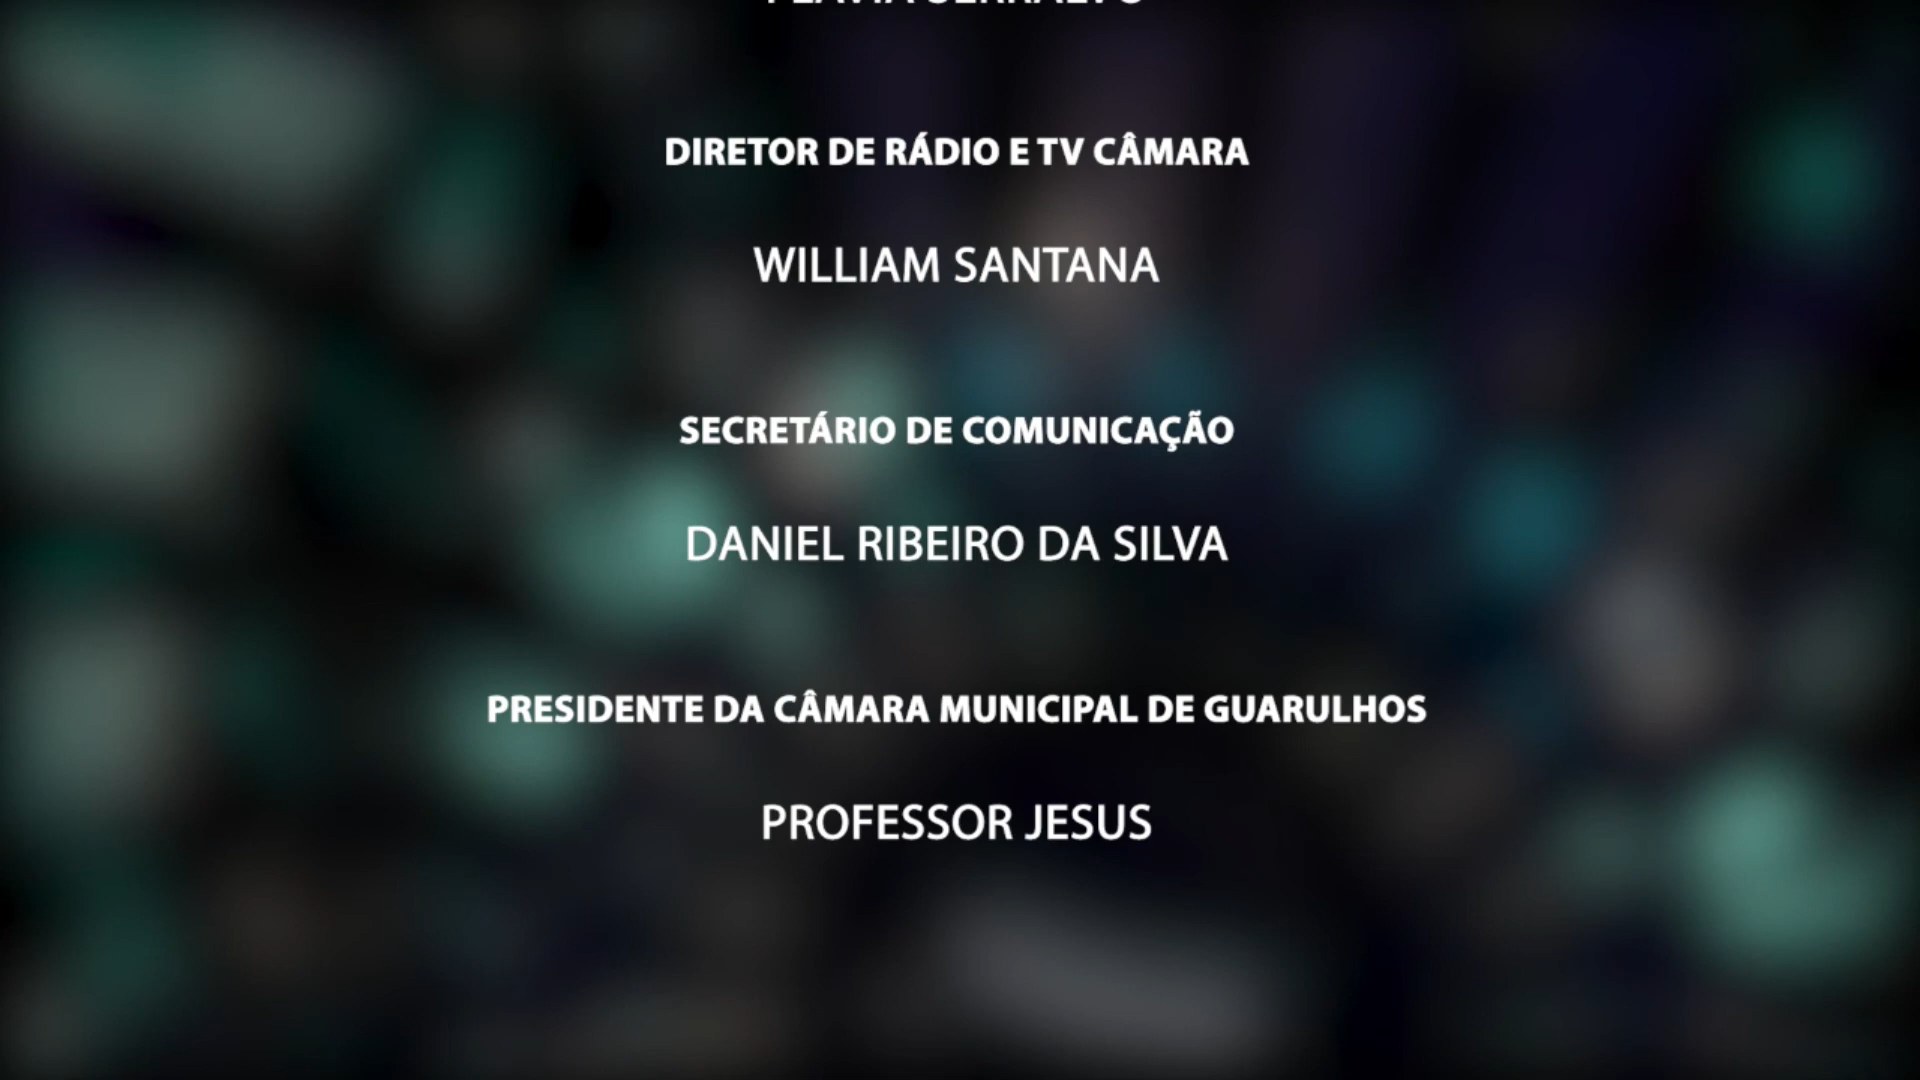 DIRETOR DE RÁDIO E TV CÂMARA
WILLIAM SANTANA
SECRETÁRIO DE COMUNICAÇÃO
DANIEL RIBEIRO DA SILVA
PRESIDENTE DA CÂMARA MUNICIPAL DE GUARULHOS
PROFESSOR JESUS